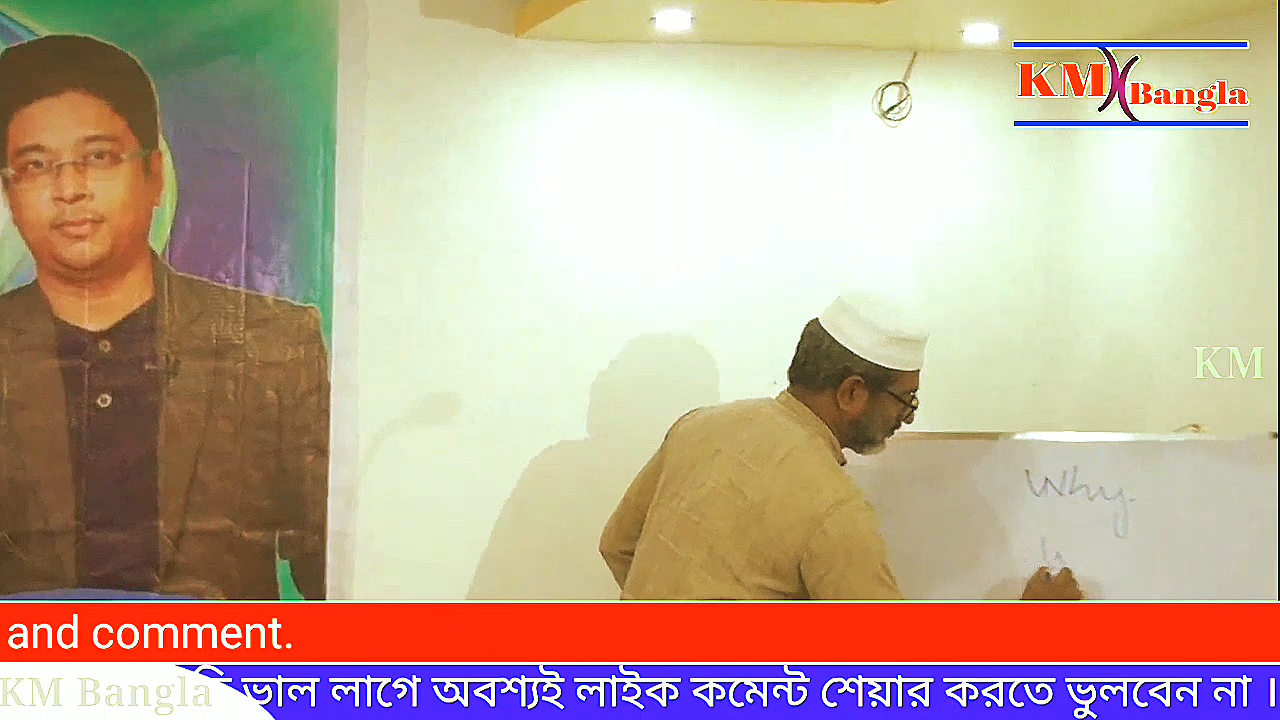 KM Bangla
KM
Why.
and comment.
ভাল লাগে অবশ্যই লাইক কমেন্ট শেয়ার করতে ভুলবেন না ।
KM Bangla